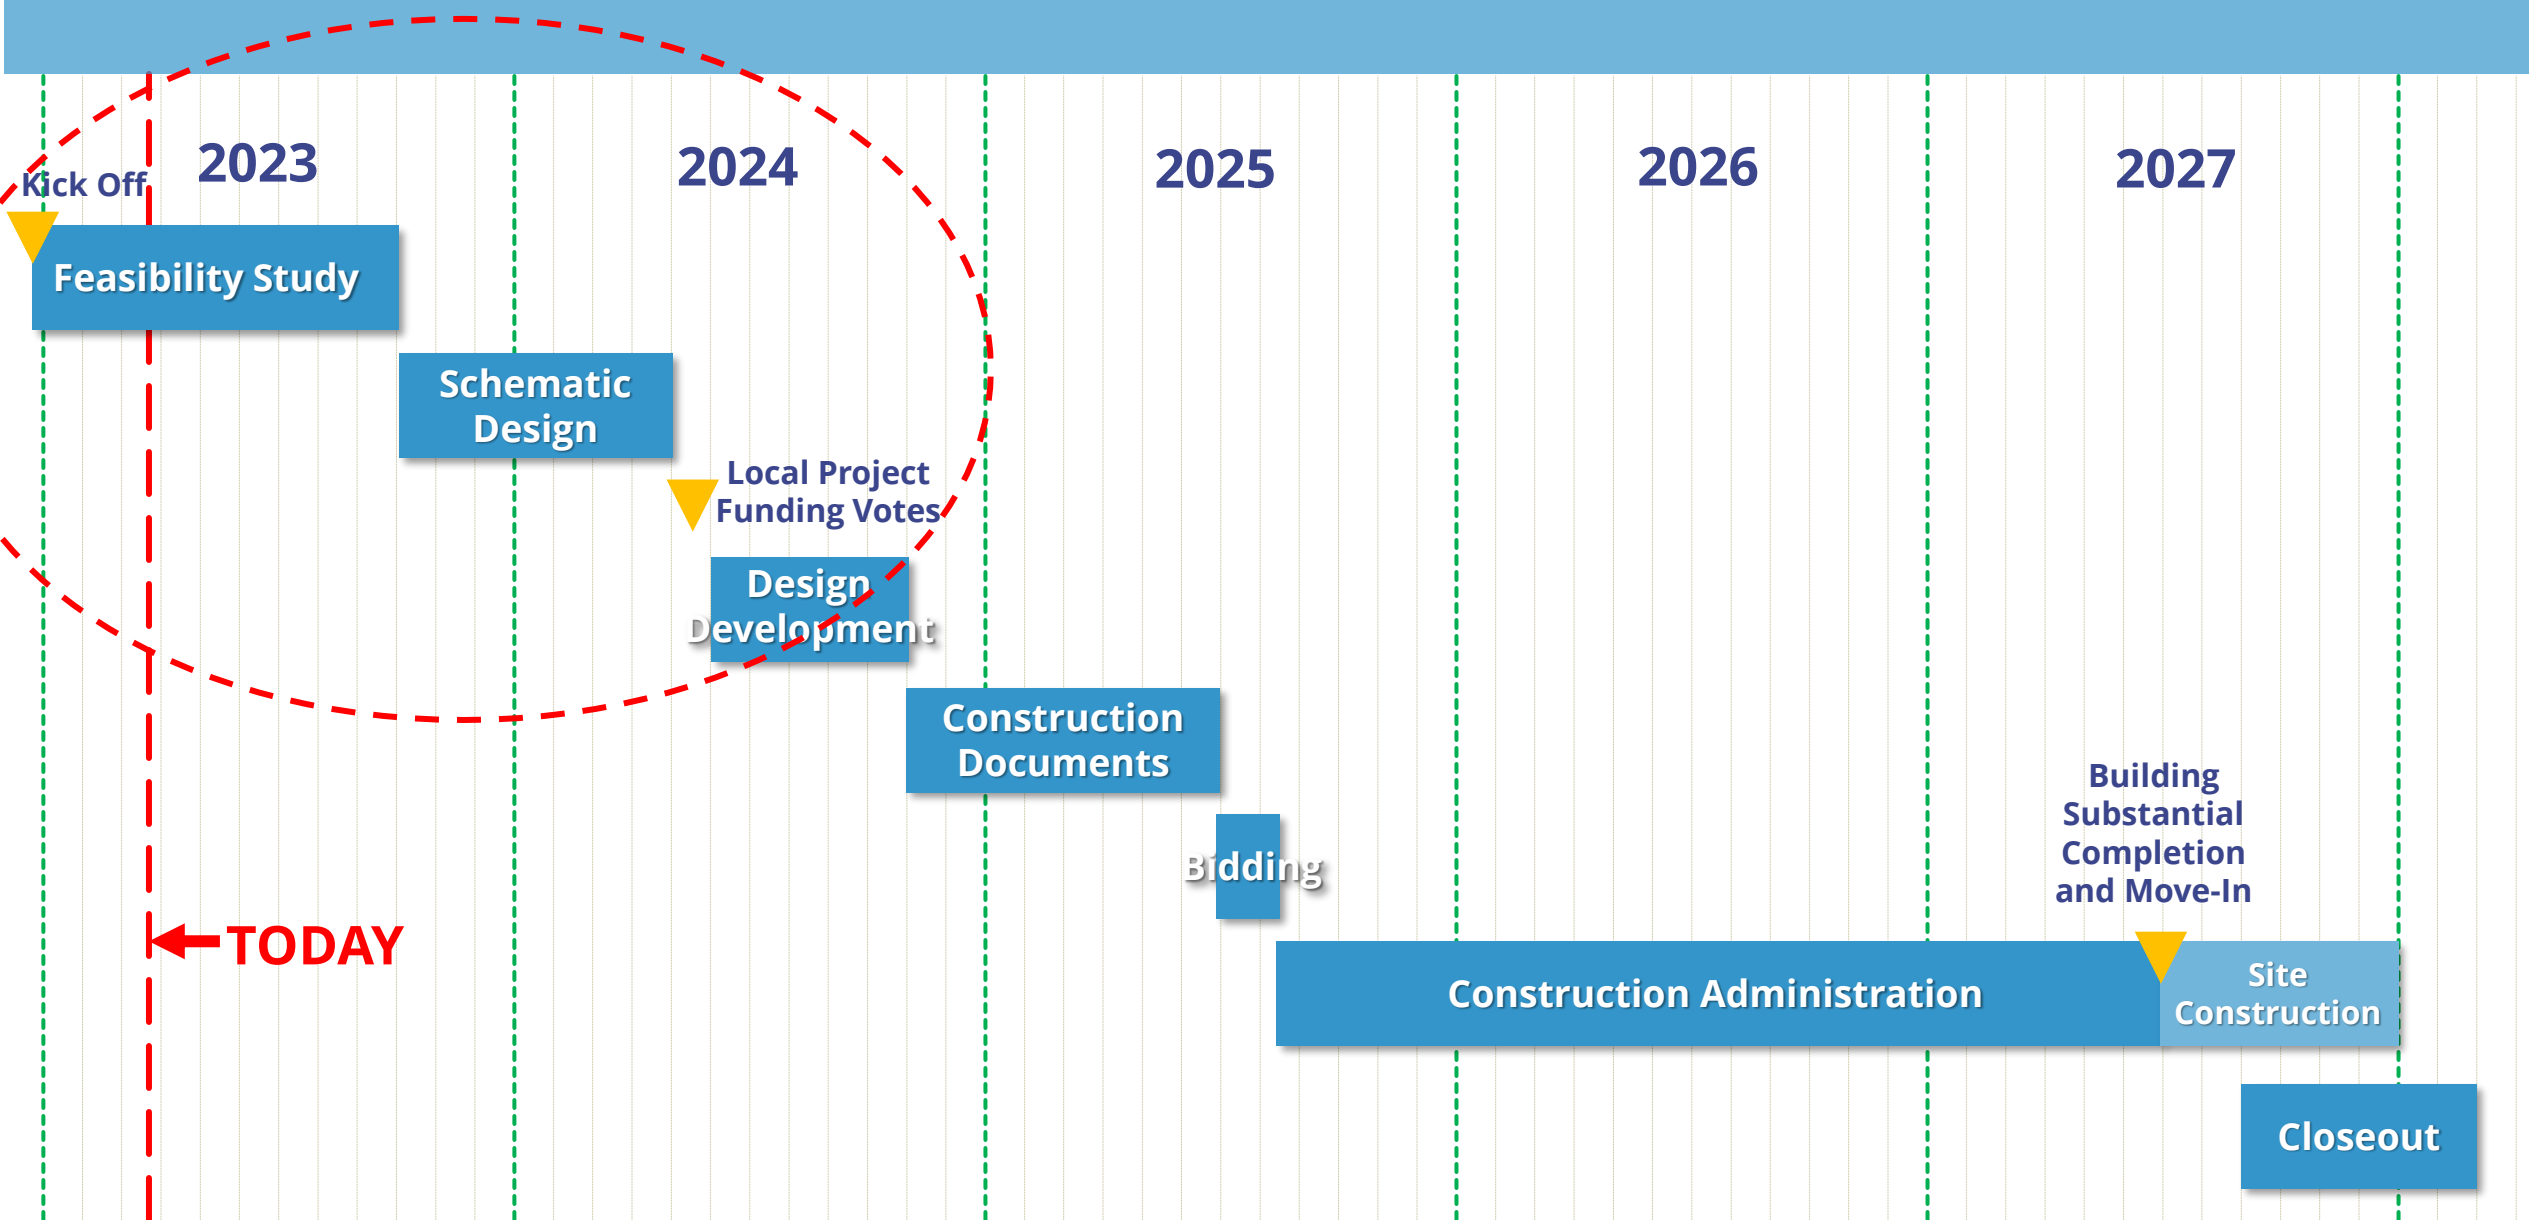 2023
2024
2025
2026
2027
Kick Off
Feasibility Study
Schematic
Design
Local Project
Funding Votes
Design
Development
Construction
Documents
Building
Substantial
Completion
and Move-In
Bidding
TODAY
Construction Administration
Site
Construction
Closeout